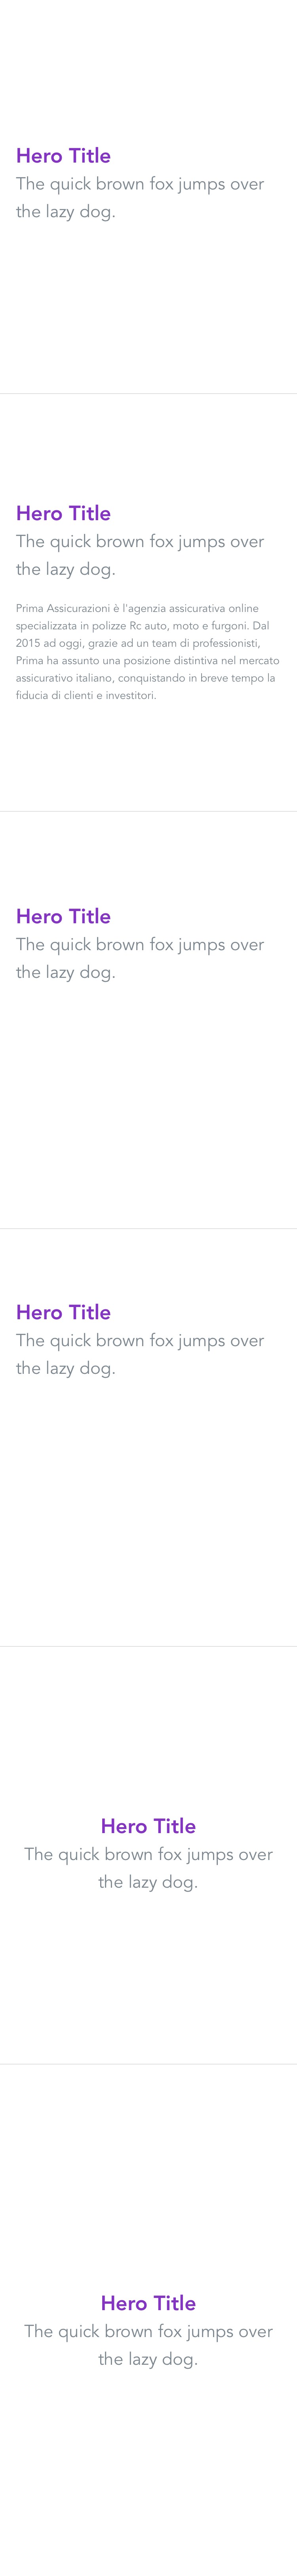 Hero Title
The quick brown fox jumps over
the lazy dog.
Hero Title
The quick brown fox jumps over
the lazy dog.
Prima Assicurazioni è l'agenzia assicurativa online
specializzata in polizze Rc auto, moto e furgoni. Dal
2015 ad oggi, grazie ad un team di professionisti,
Prima ha assunto una posizione distintiva nel mercato
assicurativo italiano, conquistando in breve tempo la
fiducia di clienti e investitori.
Hero Title
The quick brown fox jumps over
the lazy dog.
Hero Title
The quick brown fox jumps over
the lazy dog.
Hero Title
The quick brown fox jumps over
the lazy dog.
Hero Title
The quick brown fox jumps over
the lazy dog.